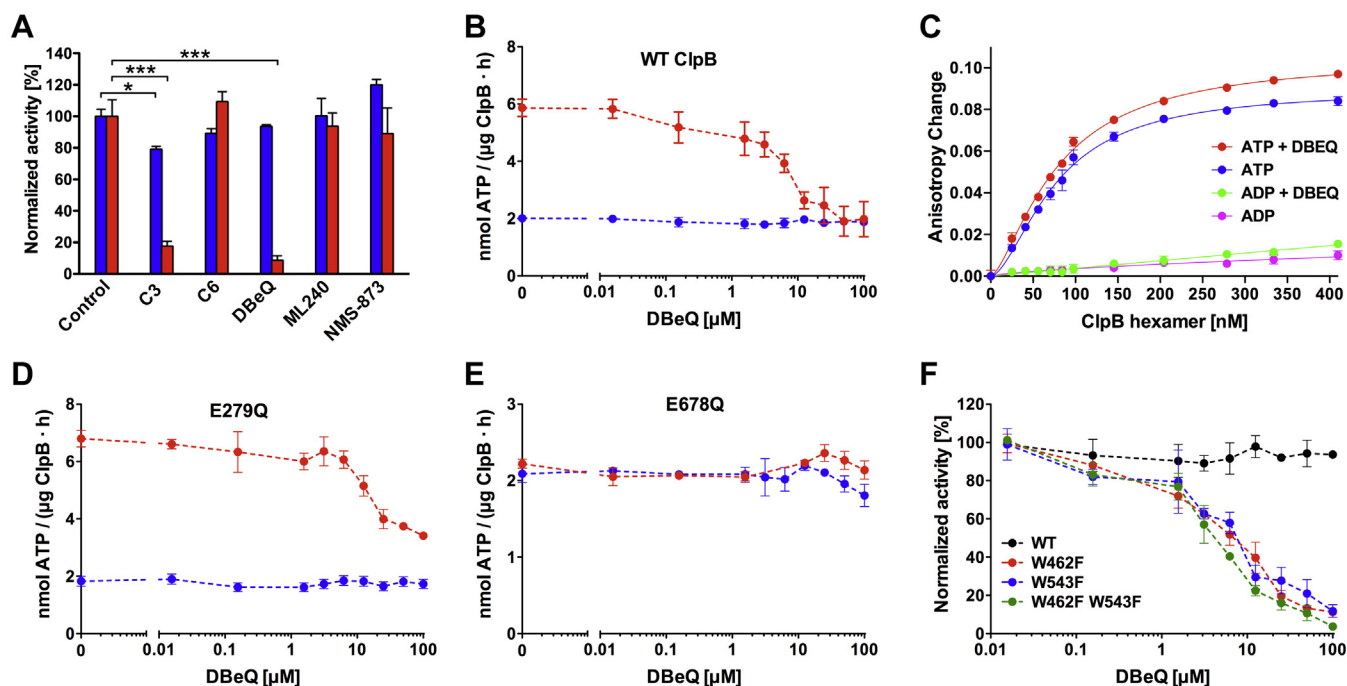 A
Normalized activity [%]
140
120
100
80
60
40
20
0
***
***
*
Control
C3
C6
DBeQ
ML240
NMS-873
B
WT ClpB
nmol ATP / (µg ClpB · h)
8
6
4
2
0
0 0.01 0.1 1 10 100
DBeQ [µM]
C
Anisotropy Change
0.10
0.08
0.06
0.04
0.02
0.00
ATP + DBEQ
ATP
ADP + DBEQ
ADP
0 50 100 150 200 250 300 350 400
ClpB hexamer [nM]
D
E279Q
nmol ATP / (µg ClpB · h)
8
6
4
2
0
0 0.01 0.1 1 10 100
DBeQ [µM]
E
E678Q
nmol ATP / (µg ClpB · h)
3
2
1
0
0 0.01 0.1 1 10 100
DBeQ [µM]
F
Normalized activity [%]
120
100
80
60
40
20
0
WT
W462F
W543F
W462F W543F
0.01 0.1 1 10 100
DBeQ [µM]